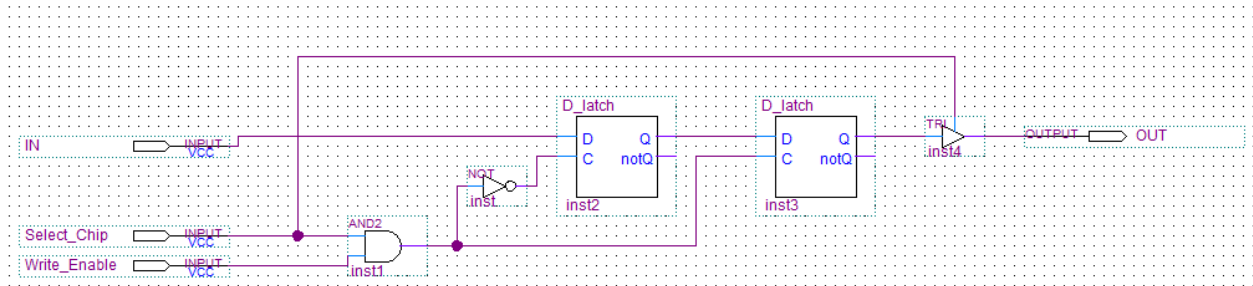 D_latch
D_latch
IN
INPUT
VCC
D
Q
C
notQ
inst2
D
Q
C
notQ
inst3
TRI
inst4
OUTPUT
OUT
NOT
inst
Select_Chip
INPUT
VCC
Write_Enable
INPUT
VCC
AND2
inst1